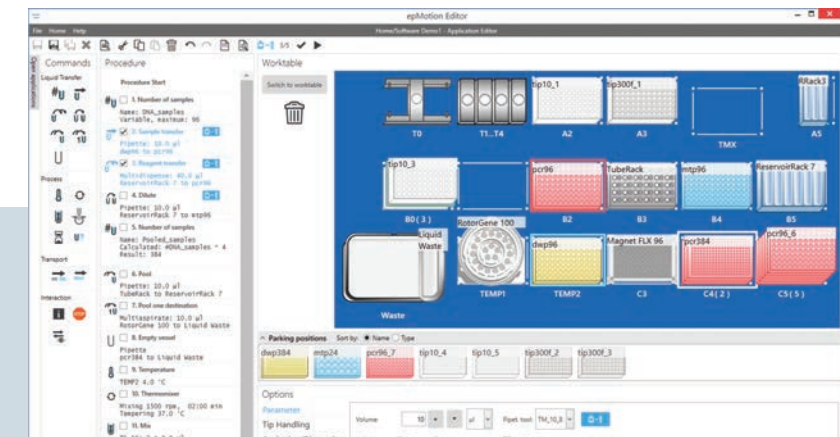 epMotion Editor
File Home Help
Home/Software Demo1 - Application Editor
5/5
Open applications
Commands
Procedure
Worktable
Liquid Transfer
Procedure Start
Switch to worktable
1. Number of samples
Name: DNA_samples
Variable, maximum: 96
2. Sample transfer
Pipette: 10.0 µl
dwp96 to pcr96
3. Reagent transfer
Multidispense: 40.0 µl
ReservoirRack 7 to pcr96
4. Dilute
Pipette: 10.0 µl
ReservoirRack 7 to mtp96
5. Number of samples
Name: Pooled_samples
Calculated: #DNA_samples * 4
Result: 384
6. Pool
Pipette: 10.0 µl
TubeRack to ReservoirRack 7
7. Pool one destination
Multiaspirate: 10.0 µl
RotorGene 100 to Liquid Waste
8. Empty vessel
Pipette
pcr384 to Liquid Waste
9. Temperature
TEMP2 4.0 °C
10. Thermomixer
Mixing 1500 rpm, 02:00 min
Tempering 37.0 °C
11. Mix
Process
Transport
Interaction
tip10_1
tip300f_1
RRack3
T0
T1...T4
A2
A3
TMX
A5
tip10_3
pcr96
TubeRack
mtp96
ReservoirRack 7
B0( 3 )
B2
B3
B4
B5
Liquid Waste
RotorGene 100
dwp96
Magnet FLX 96
pcr384
pcr96_6
Waste
TEMP1
TEMP2
C3
C4( 2 )
C5( 5 )
Parking positions Sort by: Name Type
dwp384
mtp24
pcr96_7
tip10_4
tip10_5
tip300f_2
tip300f_3
Options
Parameter
Tip Handling
Volume
10
µl
Pipet. tool: